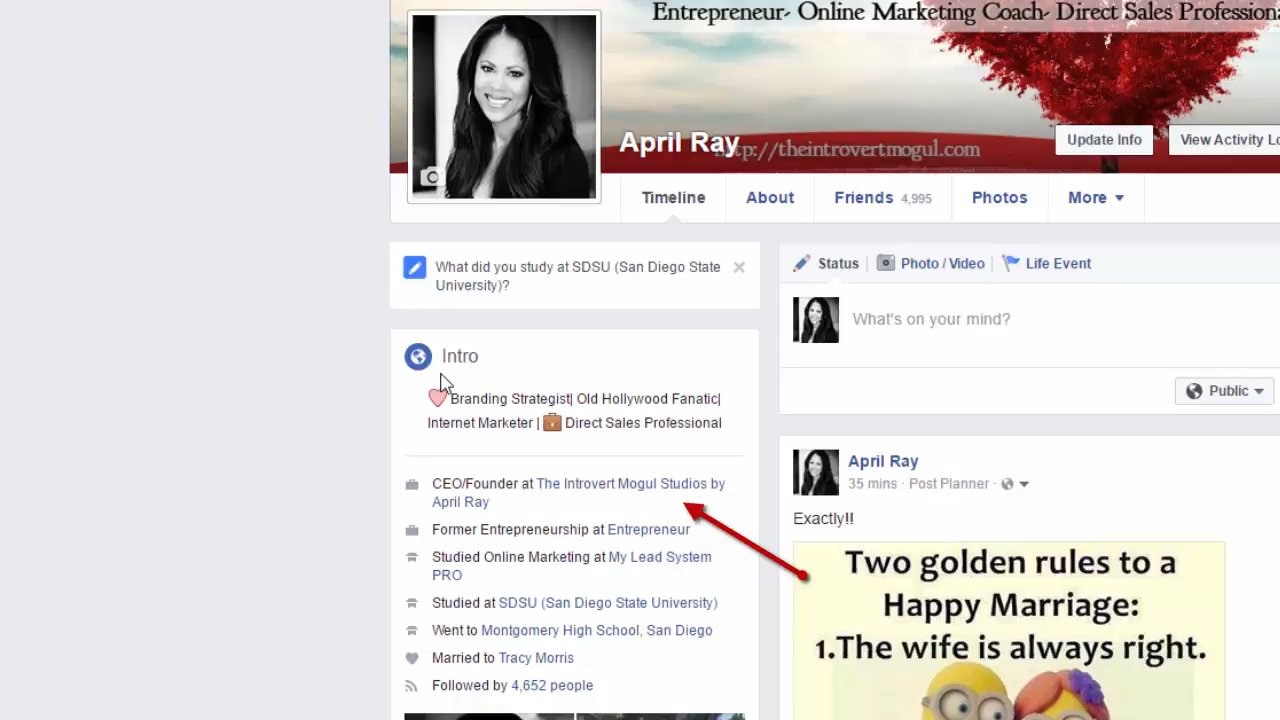 Entrepreneur- Online Marketing Coach- Direct Sales
April Ray
http://theintrovertmogul.com
Update Info
View Activity
Timeline
About
Friends 4,995
Photos
More
What did you study at SDSU (San Diego State
University)?
Status
Photo / Video
Life Event
What's on your mind?
Public
Intro
Branding Strategist| Old Hollywood Fanatic|
Internet Marketer | Direct Sales Professional
CEO/Founder at The Introvert Mogul Studios by
April Ray
Former Entrepreneurship at Entrepreneur
Studied Online Marketing at My Lead System
PRO
Studied at SDSU (San Diego State University)
Went to Montgomery High School, San Diego
Married to Tracy Morris
Followed by 4,652 people
April Ray
35 mins · Post Planner ·
Exactly!!
Two golden rules to a
Happy Marriage:
1.The wife is always right.